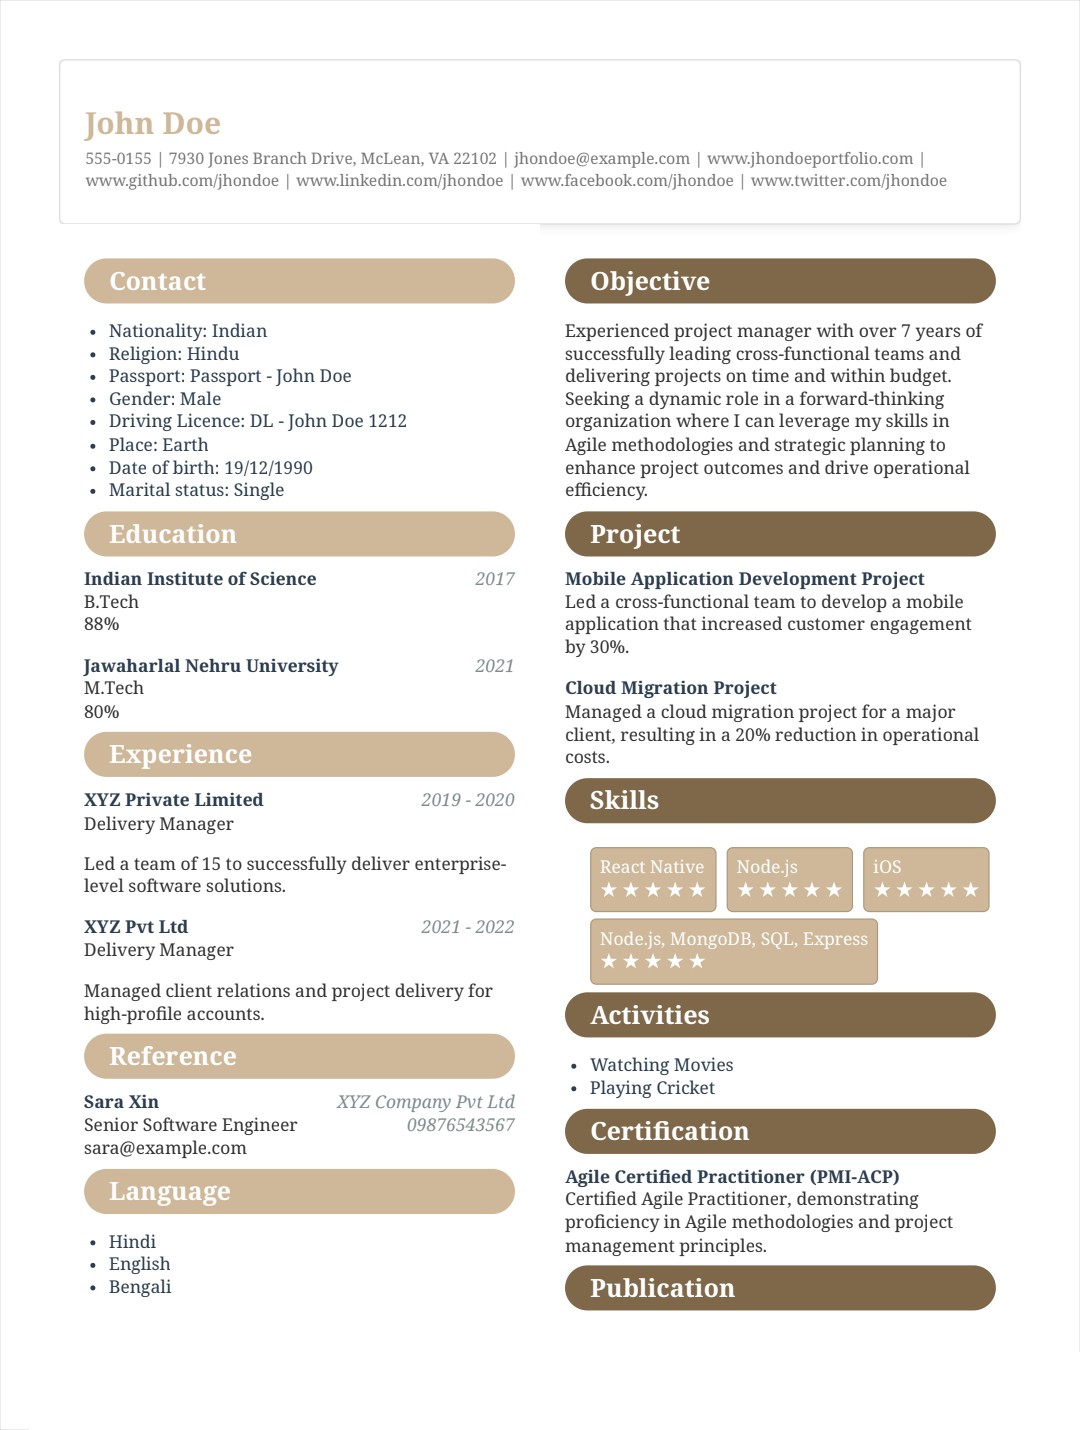 John Doe
555-0155 | 7930 Jones Branch Drive, McLean, VA 22102 | jhondoe@example.com | www.jhondoeportfolio.com |
www.github.com/jhondoe | www.linkedin.com/jhondoe | www.facebook.com/jhondoe | www.twitter.com/jhondoe
Contact
• Nationality: Indian
• Religion: Hindu
• Passport: Passport - John Doe
• Gender: Male
• Driving Licence: DL - John Doe 1212
• Place: Earth
• Date of birth: 19/12/1990
• Marital status: Single
Education
Indian Institute of Science 2017
B.Tech
88%
Jawaharlal Nehru University 2021
M.Tech
80%
Experience
XYZ Private Limited 2019 - 2020
Delivery Manager
Led a team of 15 to successfully deliver enterprise-
level software solutions.
XYZ Pvt Ltd 2021 - 2022
Delivery Manager
Managed client relations and project delivery for
high-profile accounts.
Reference
Sara Xin XYZ Company Pvt Ltd
Senior Software Engineer 09876543567
sara@example.com
Language
• Hindi
• English
• Bengali
Objective
Experienced project manager with over 7 years of
successfully leading cross-functional teams and
delivering projects on time and within budget.
Seeking a dynamic role in a forward-thinking
organization where I can leverage my skills in
Agile methodologies and strategic planning to
enhance project outcomes and drive operational
efficiency.
Project
Mobile Application Development Project
Led a cross-functional team to develop a mobile
application that increased customer engagement
by 30%.
Cloud Migration Project
Managed a cloud migration project for a major
client, resulting in a 20% reduction in operational
costs.
Skills
React Native Node.js iOS
★★★★★ ★★★★★ ★★★★★
Node.js, MongoDB, SQL, Express
★★★★★
Activities
• Watching Movies
• Playing Cricket
Certification
Agile Certified Practitioner (PMI-ACP)
Certified Agile Practitioner, demonstrating
proficiency in Agile methodologies and project
management principles.
Publication